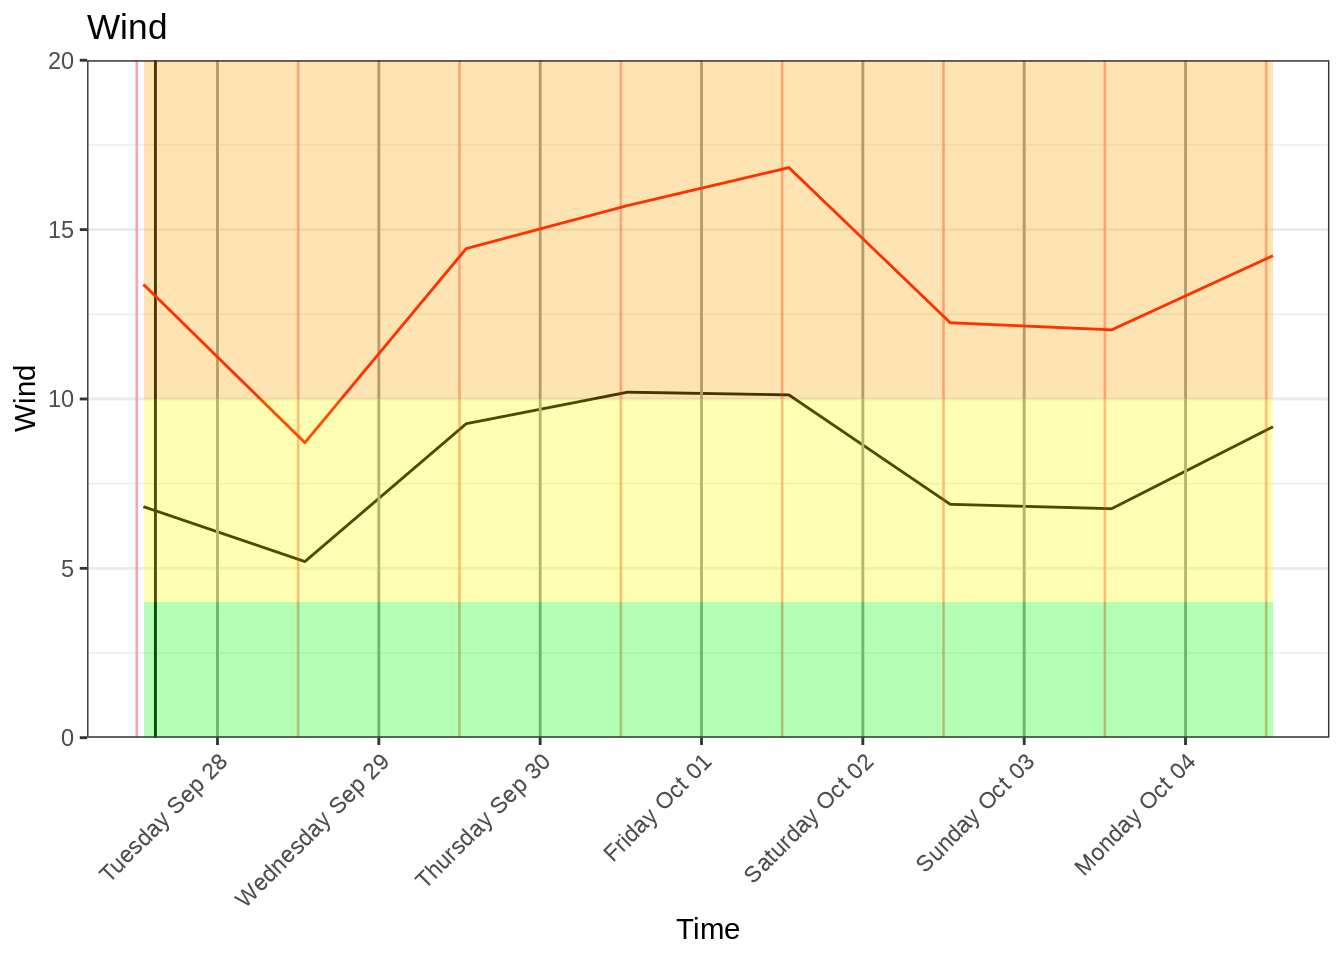 Wind
20
15
10
5
0
Wind
Tuesday Sep 28
Wednesday Sep 29
Thursday Sep 30
Friday Oct 01
Saturday Oct 02
Sunday Oct 03
Monday Oct 04
Time